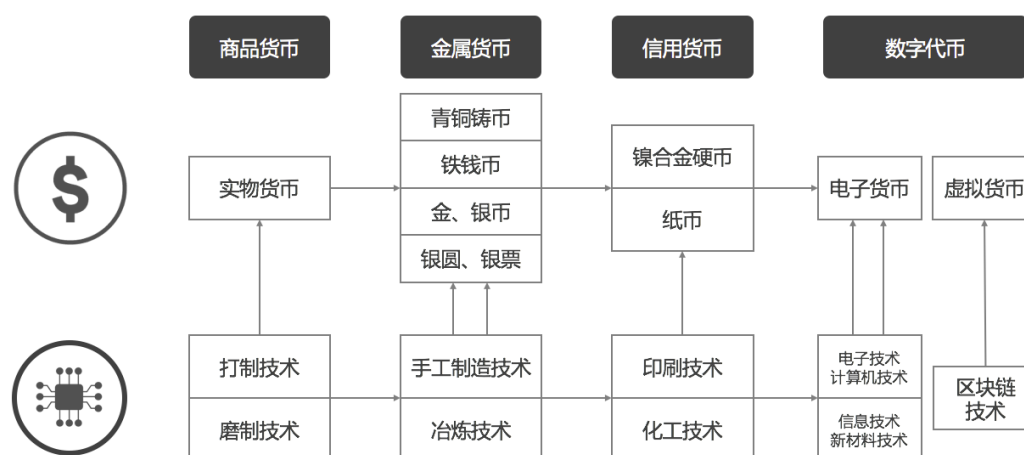 商品货币
金属货币
信用货币
数字代币
青铜铸币
铁钱币
金、银币
银圆、银票
实物货币
镍合金硬币
纸币
电子货币
虚拟货币
打制技术
磨制技术
手工制造技术
冶炼技术
印刷技术
化工技术
电子技术
计算机技术
信息技术
新材料技术
区块链
技术